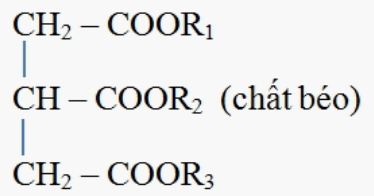 CH₂ – COOR₁
CH – COOR₂ (chất béo)
CH₂ – COOR₃